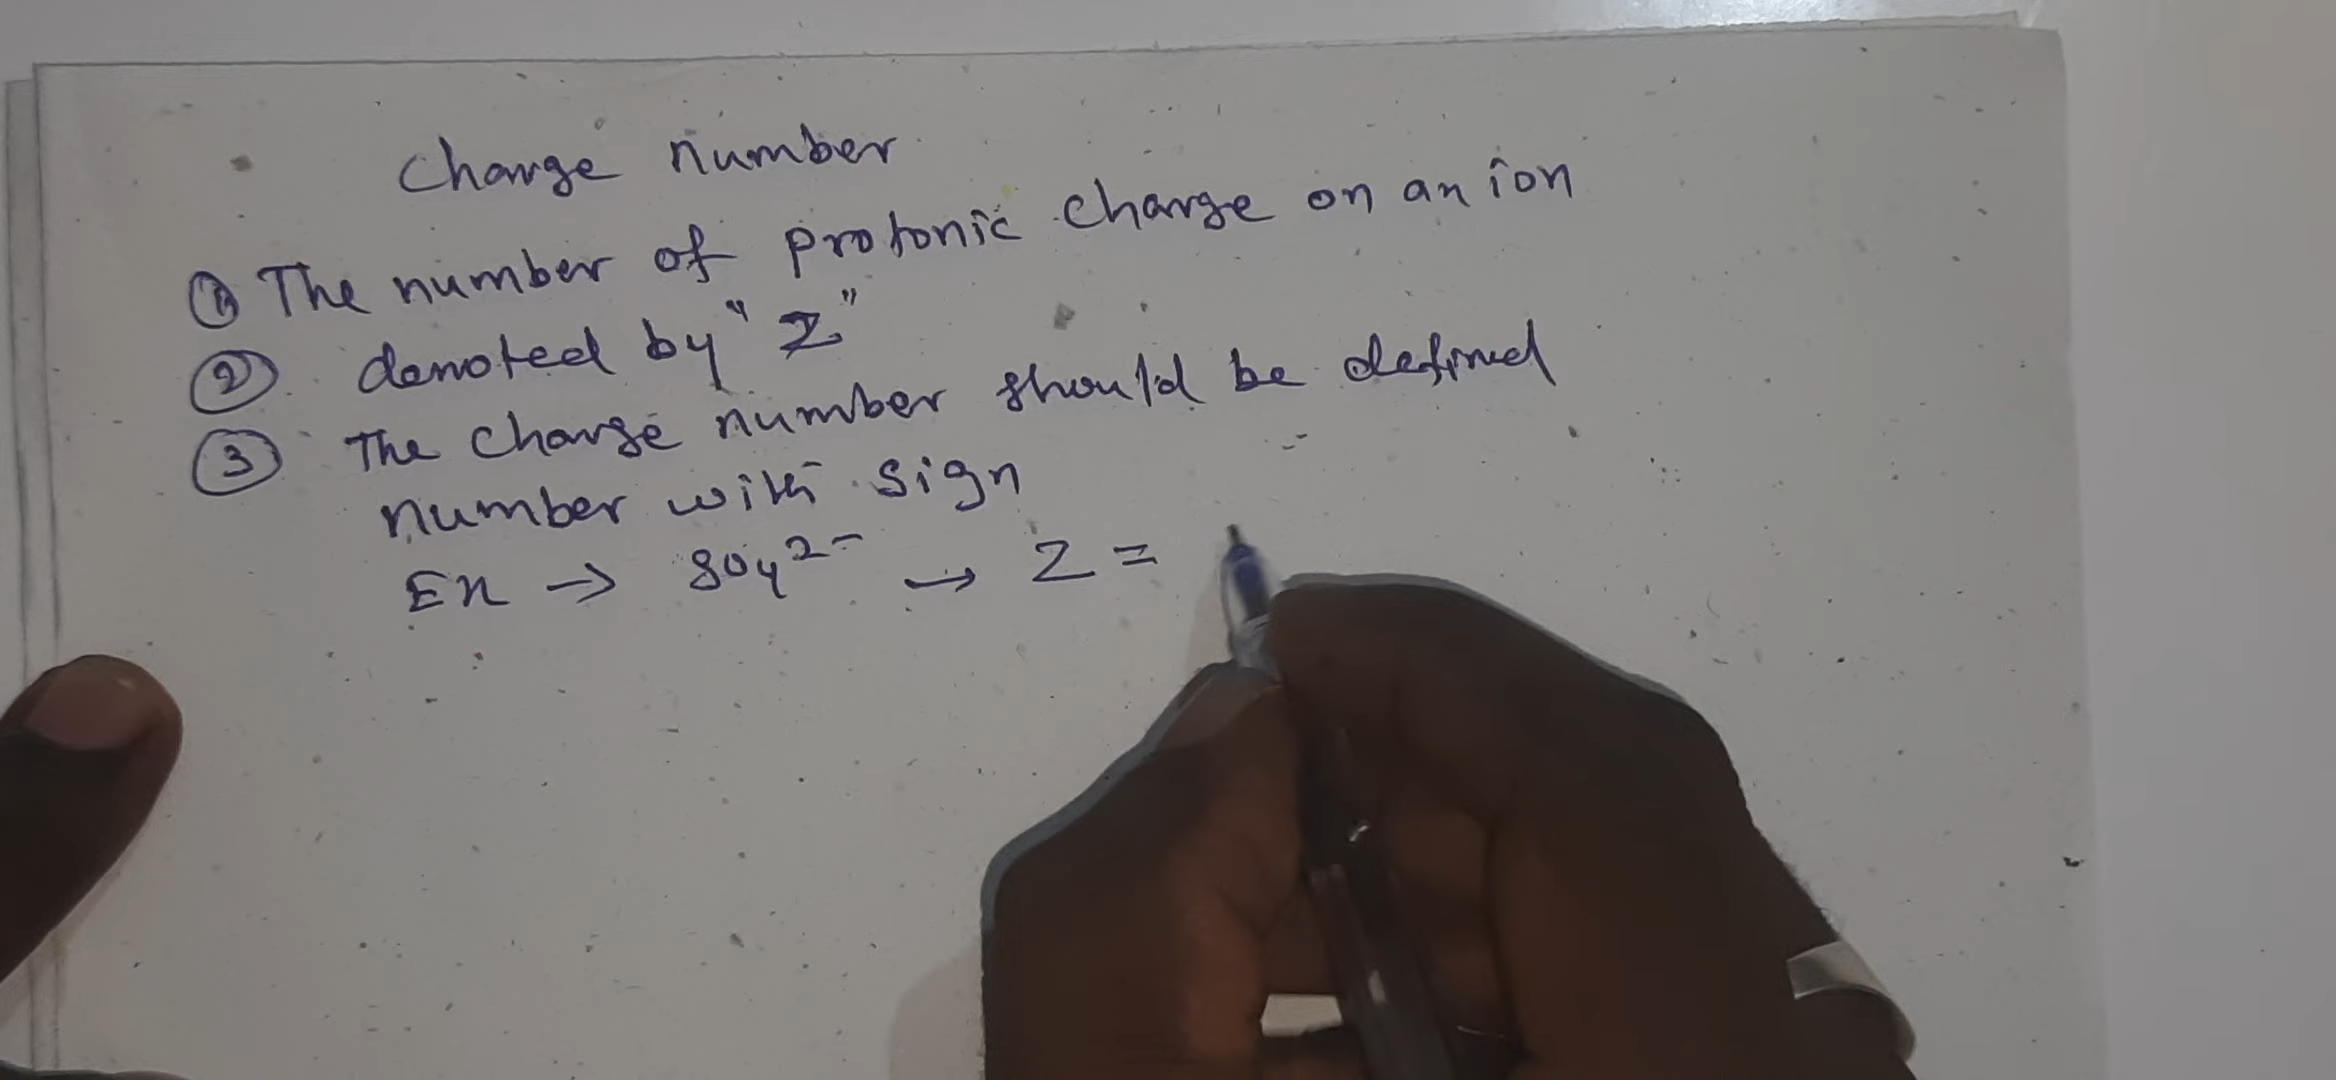 Charge number
① The number of protonic charge on an ion
② denoted by "Z"
③ The charge number should be defined
number with sign
Ex → SO4 2- → Z =